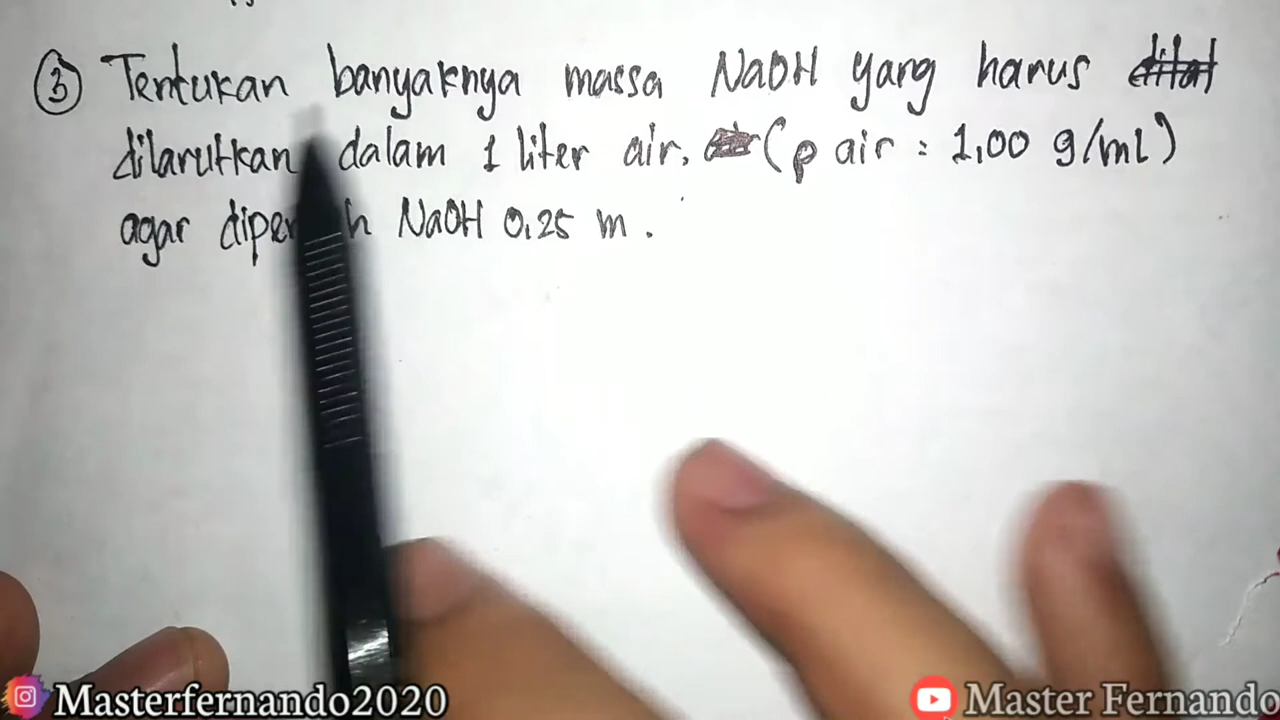 3 Tentukan banyaknya massa NaOH yang harus
dilarutkan dalam 1 liter air. (ρ air = 1,00 g/ml)
agar NaOH 0,25 m.
Masterfernando2020
Master Fernando